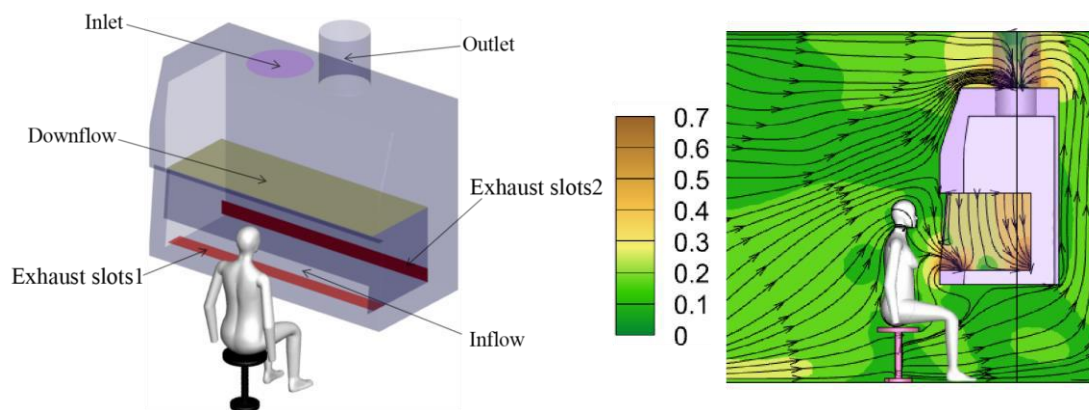 Inlet
Outlet
Downflow
Exhaust slots2
Exhaust slots1
Inflow
0.7
0.6
0.5
0.4
0.3
0.2
0.1
0